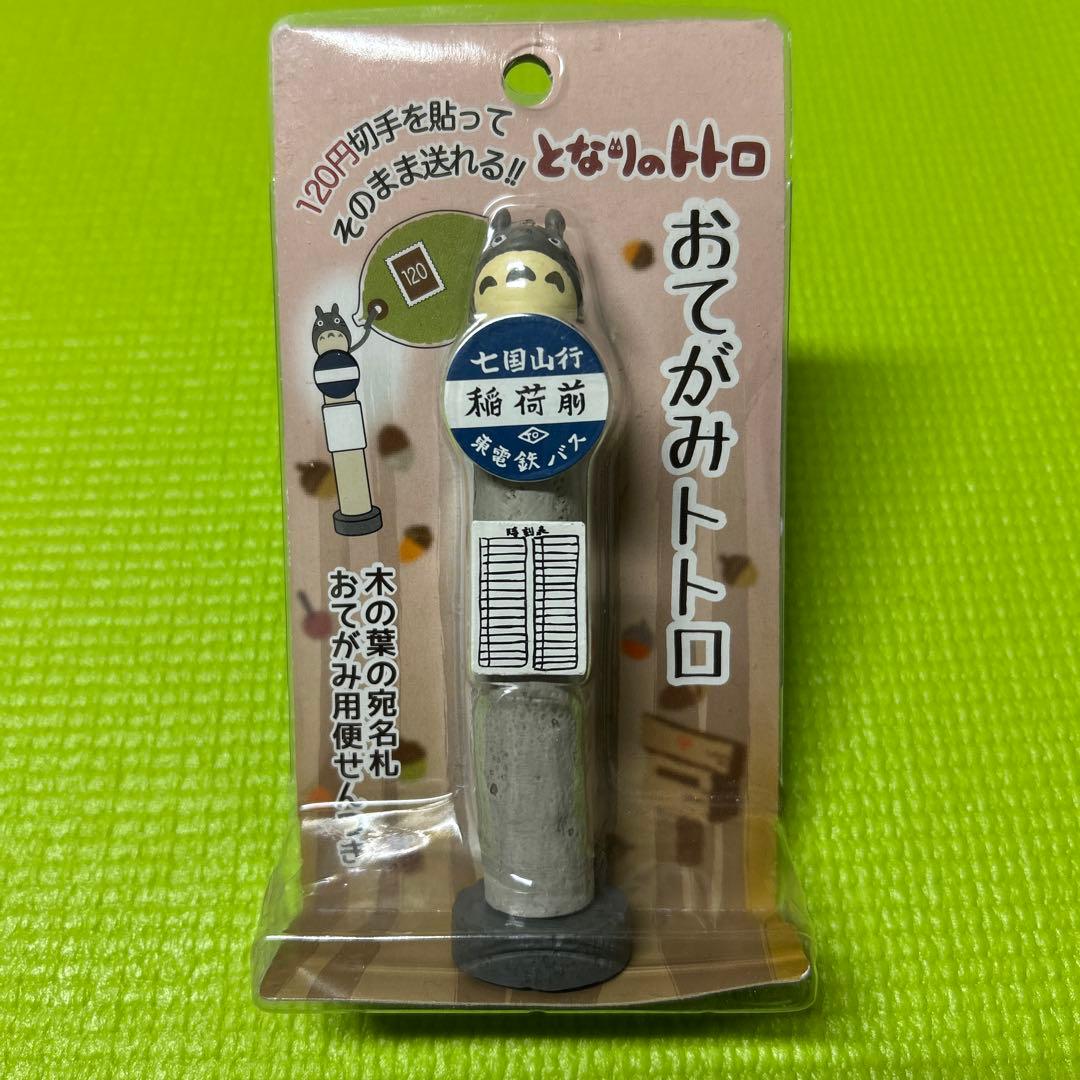 120円切手を貼って
そのまま送れる!!
となりのトトロ
おてがみトトロ
120
七国山行
稲荷前
TO
東電鉄バス
時刻表
木の葉の宛名札
おてがみ用便せんつき